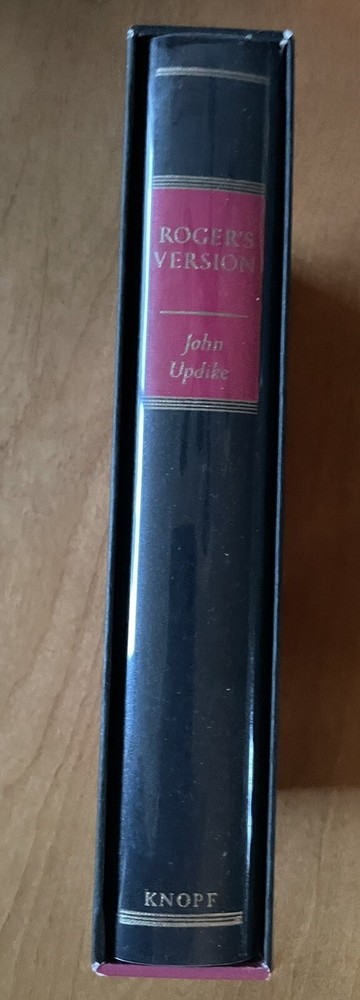 ROGER'S
VERSION
John
Updike
KNOPF